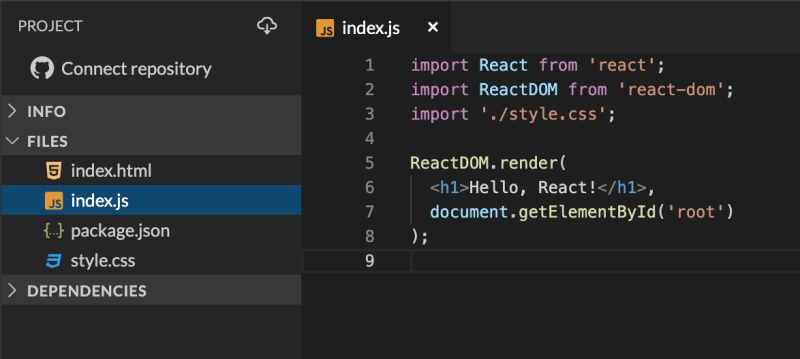 PROJECT
Connect repository
INFO
FILES
index.html
JS index.js
{..} package.json
style.css
DEPENDENCIES
JS index.js ×
1 import React from 'react';
2 import ReactDOM from 'react-dom';
3 import './style.css';
4
5 ReactDOM.render(
6   <h1>Hello, React!</h1>,
7   document.getElementById('root')
8 );
9